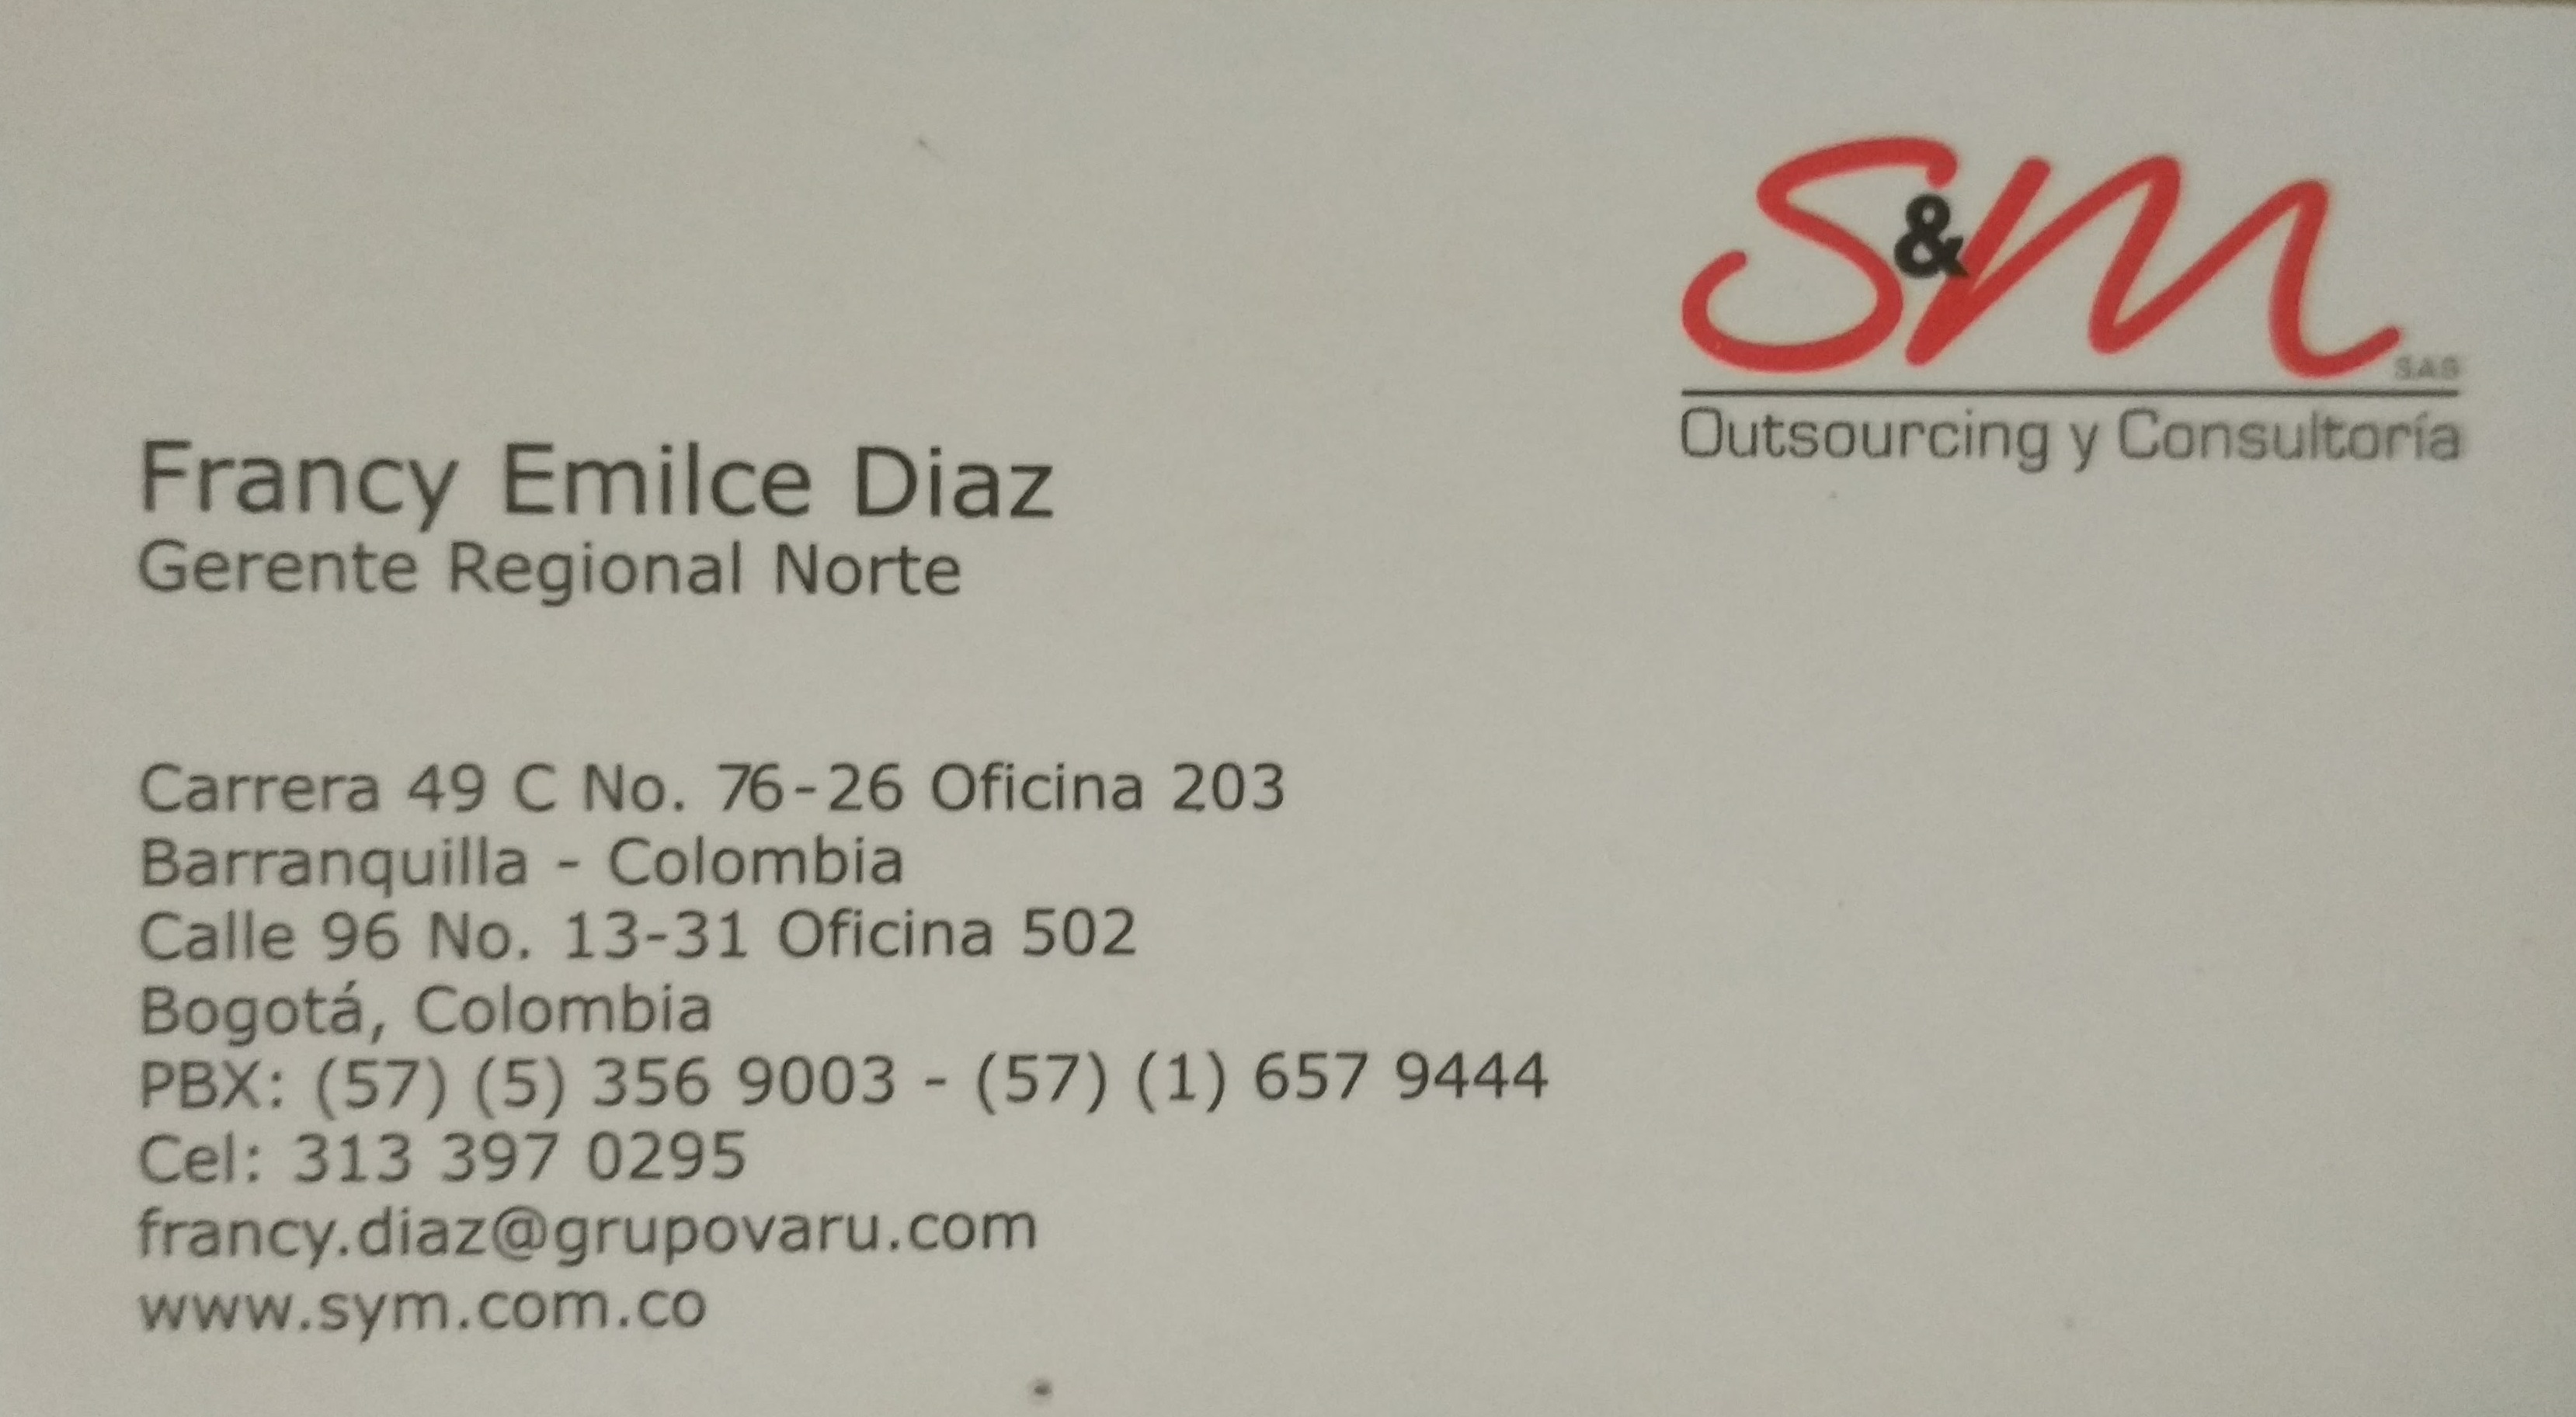 S&M
SAS
Outsourcing y Consultoría
Francy Emilce Diaz
Gerente Regional Norte
Carrera 49 C No. 76-26 Oficina 203
Barranquilla - Colombia
Calle 96 No. 13-31 Oficina 502
Bogotá, Colombia
PBX: (57) (5) 356 9003 - (57) (1) 657 9444
Cel: 313 397 0295
francy.diaz@grupovaru.com
www.sym.com.co